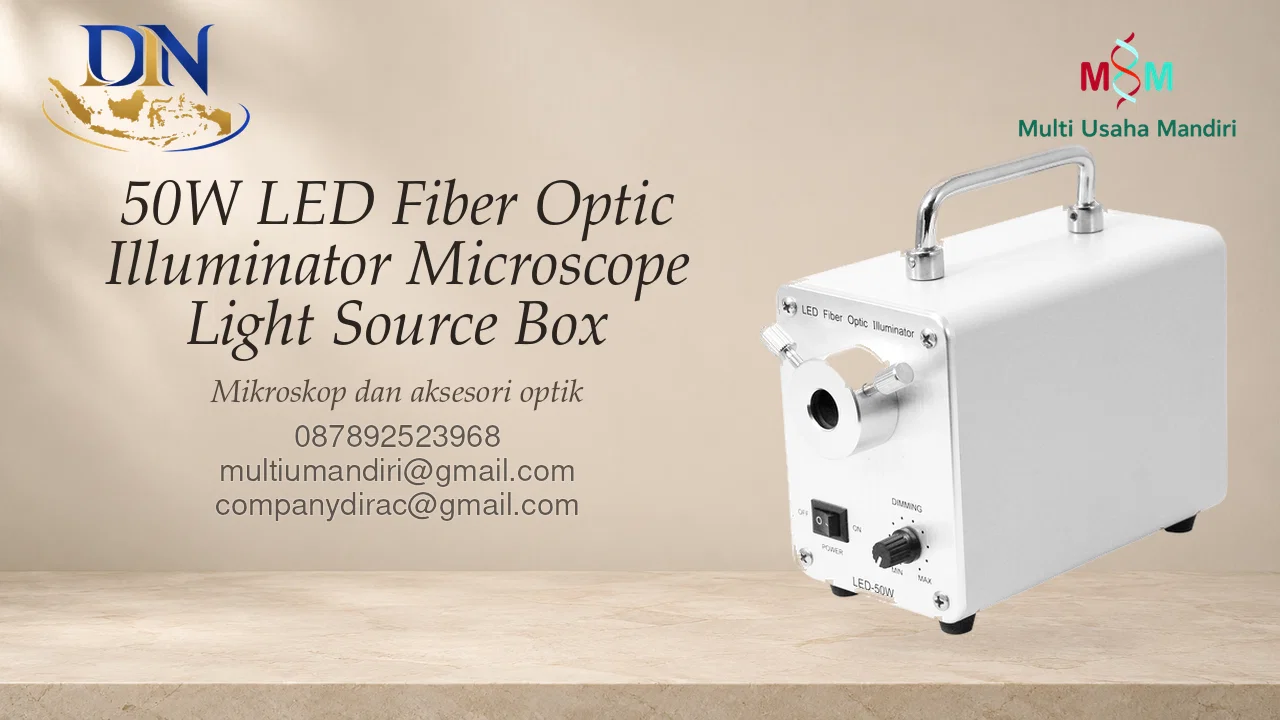 DN
M M
Multi Usaha Mandiri
50W LED Fiber Optic
Illuminator Microscope
Light Source Box
Mikroskop dan aksesori optik
087892523968
multiumandiri@gmail.com
companydirac@gmail.com
LED Fiber Optic Illuminator
DIMMING
OFF
ON
POWER
MIN
MAX
LED-50W